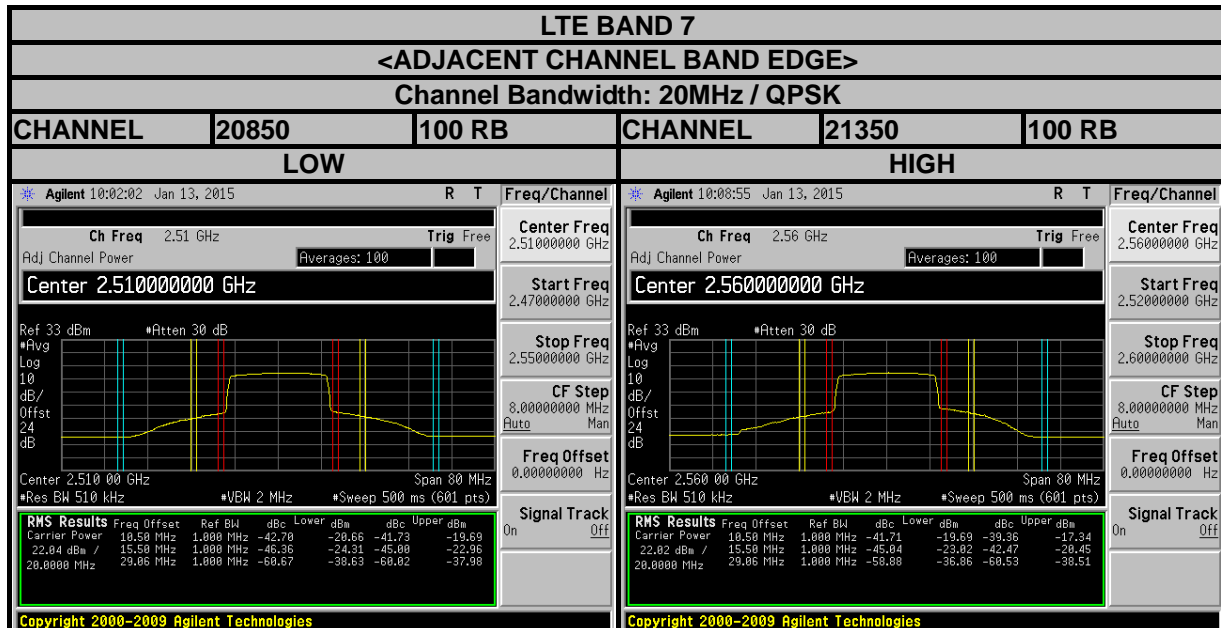 LTE BAND 7
<ADJACENT CHANNEL BAND EDGE>
Channel Bandwidth: 20MHz / QPSK
CHANNEL 20850 100 RB CHANNEL 21350 100 RB
LOW HIGH
Agilent 10:02:02 Jan 13, 2015 R T Freq/Channel
Ch Freq 2.51 GHz Trig Free
Adj Channel Power Averages: 100
Center 2.510000000 GHz
Ref 33 dBm #Atten 30 dB
#Avg
Log
10
dB/
Offst
24
dB
Center 2.510 00 GHz Span 80 MHz
#Res BW 510 kHz #VBW 2 MHz #Sweep 500 ms (601 pts)
RMS Results Freq Offset Ref BW dBc Lower dBm dBc Upper dBm
Carrier Power 10.50 MHz 1.000 MHz -42.70 -20.66 -41.73 -19.69
22.04 dBm / 15.50 MHz 1.000 MHz -46.36 -24.31 -45.00 -22.96
20.0000 MHz 29.06 MHz 1.000 MHz -60.67 -38.63 -60.02 -37.98
Copyright 2000-2009 Agilent Technologies
Center Freq
2.51000000 GHz
Start Freq
2.47000000 GHz
Stop Freq
2.55000000 GHz
CF Step
8.00000000 MHz
Auto Man
Freq Offset
0.00000000 Hz
Signal Track
On Off
Agilent 10:08:55 Jan 13, 2015 R T Freq/Channel
Ch Freq 2.56 GHz Trig Free
Adj Channel Power Averages: 100
Center 2.560000000 GHz
Ref 33 dBm #Atten 30 dB
#Avg
Log
10
dB/
Offst
24
dB
Center 2.560 00 GHz Span 80 MHz
#Res BW 510 kHz #VBW 2 MHz #Sweep 500 ms (601 pts)
RMS Results Freq Offset Ref BW dBc Lower dBm dBc Upper dBm
Carrier Power 10.50 MHz 1.000 MHz -41.71 -19.69 -39.36 -17.34
22.02 dBm / 15.50 MHz 1.000 MHz -45.04 -23.02 -42.47 -20.45
20.0000 MHz 29.06 MHz 1.000 MHz -58.88 -36.86 -60.53 -38.51
Copyright 2000-2009 Agilent Technologies
Center Freq
2.56000000 GHz
Start Freq
2.52000000 GHz
Stop Freq
2.60000000 GHz
CF Step
8.00000000 MHz
Auto Man
Freq Offset
0.00000000 Hz
Signal Track
On Off